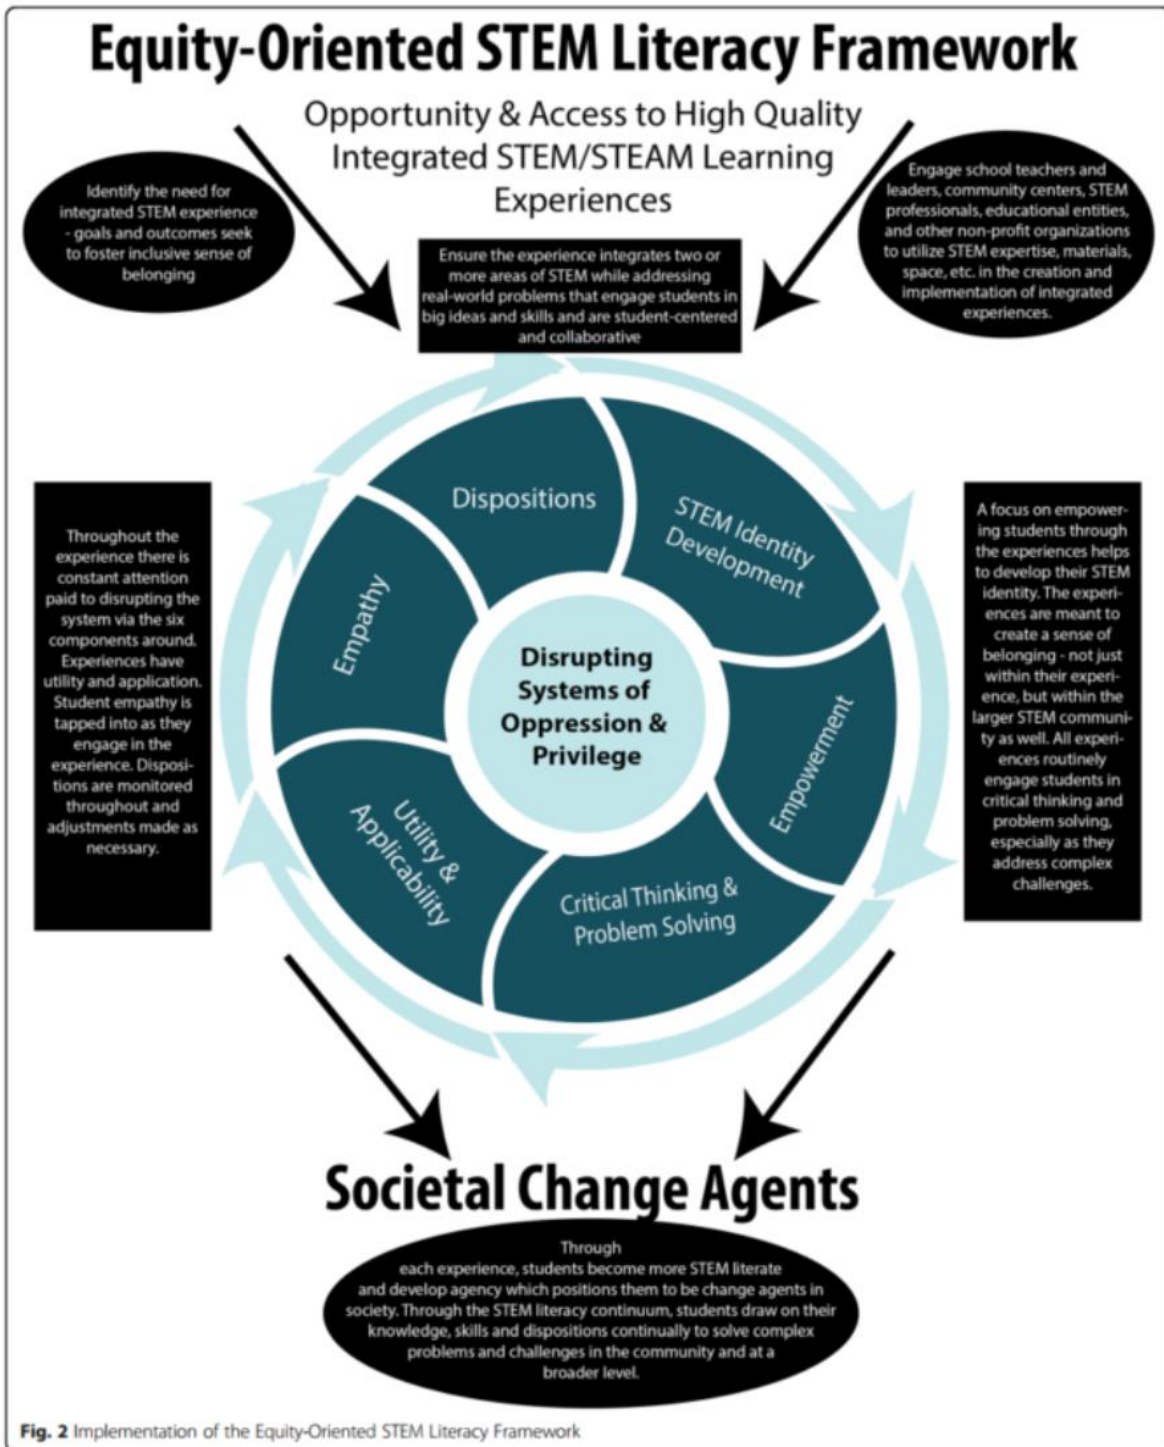 Equity-Oriented STEM Literacy Framework
Opportunity & Access to High Quality
Integrated STEM/STEAM Learning
Experiences
Identify the need for
integrated STEM experience
- goals and outcomes seek
to foster inclusive sense of
belonging
Ensure the experience integrates two or
more areas of STEM while addressing
real-world problems that engage students in
big ideas and skills and are student-centered
and collaborative
Engage school teachers and
leaders, community centers, STEM
professionals, educational entities,
and other non-profit organizations
to utilize STEM expertise, materials,
space, etc. in the creation and
implementation of integrated
experiences.
Throughout the
experience there is
constant attention
paid to disrupting the
system via the six
components around.
Experiences have
utility and application.
Student empathy is
tapped into as they
engage in the
experience. Disposi-
tions are monitored
throughout and
adjustments made as
necessary.
Dispositions
STEM Identity
Development
Empowerment
Critical Thinking &
Problem Solving
Utility &
Applicability
Empathy
Disrupting
Systems of
Oppression &
Privilege
A focus on empower-
ing students through
the experiences helps
to develop their STEM
identity. The experi-
ences are meant to
create a sense of
belonging - not just
within their experi-
ence, but within the
larger STEM communi-
ty as well. All experi-
ences routinely
engage students in
critical thinking and
problem solving,
especially as they
address complex
challenges.
Societal Change Agents
Through
each experience, students become more STEM literate
and develop agency which positions them to be change agents in
society. Through the STEM literacy continuum, students draw on their
knowledge, skills and dispositions continually to solve complex
problems and challenges in the community and at a
broader level.
Fig. 2 Implementation of the Equity-Oriented STEM Literacy Framework